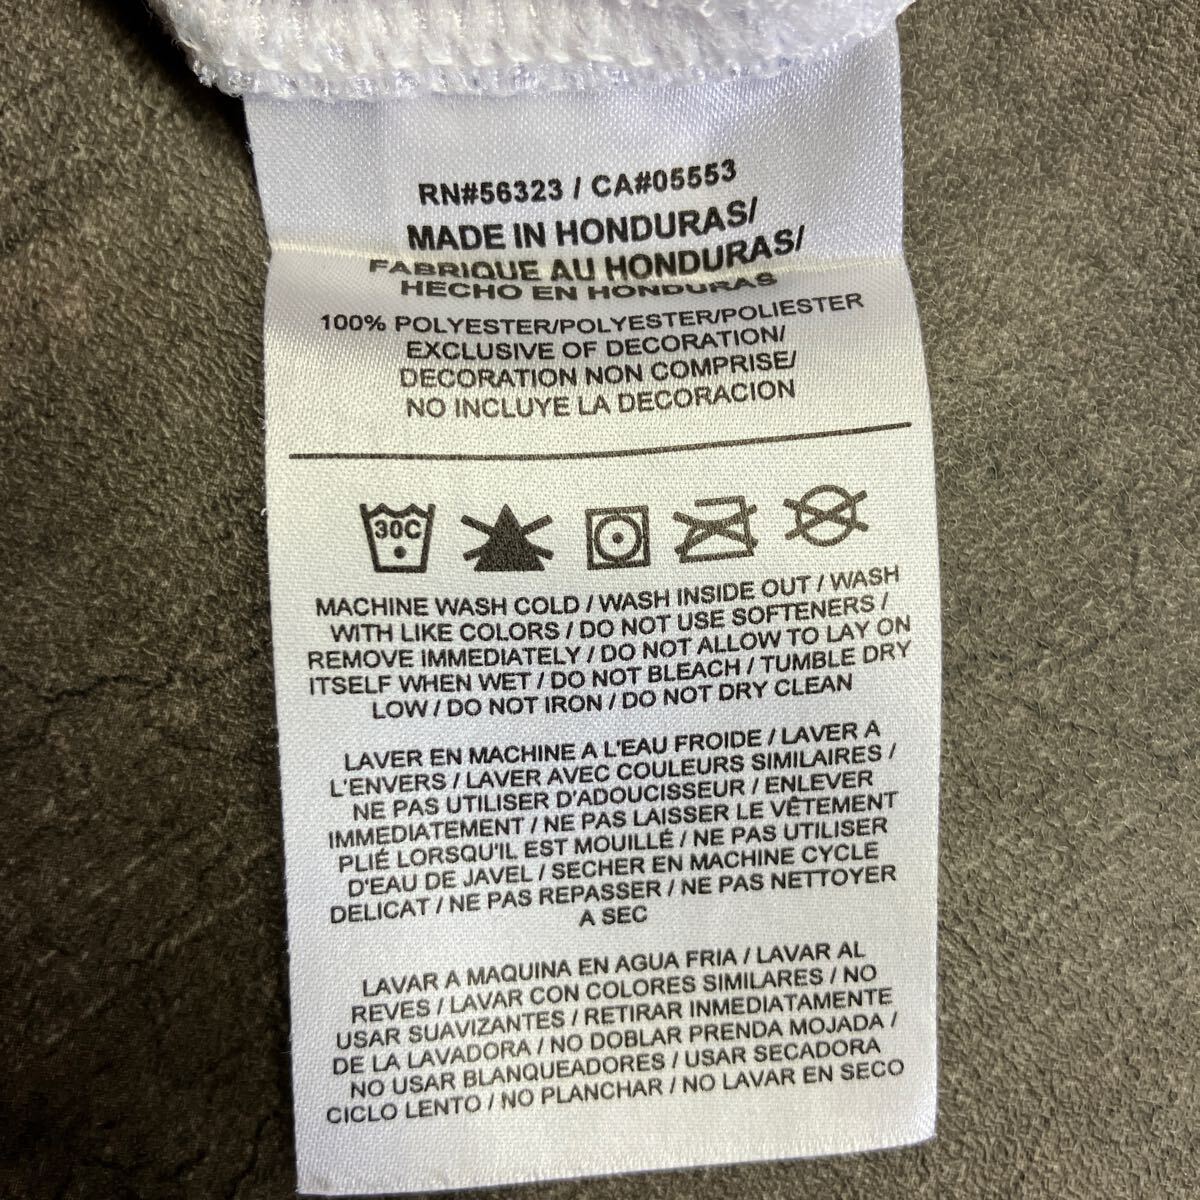 RN#56323 / CA#05553
MADE IN HONDURAS/
FABRIQUE AU HONDURAS/
HECHO EN HONDURAS
100% POLYESTER/POLYESTER/POLIESTER
EXCLUSIVE OF DECORATION/
DECORATION NON COMPRISE/
NO INCLUYE LA DECORACION
30C
MACHINE WASH COLD / WASH INSIDE OUT / WASH
WITH LIKE COLORS / DO NOT USE SOFTENERS /
REMOVE IMMEDIATELY / DO NOT ALLOW TO LAY ON
ITSELF WHEN WET / DO NOT BLEACH / TUMBLE DRY
LOW / DO NOT IRON / DO NOT DRY CLEAN
LAVER EN MACHINE A L'EAU FROIDE / LAVER A
L'ENVERS / LAVER AVEC COULEURS SIMILAIRES /
NE PAS UTILISER D'ADOUCISSEUR / ENLEVER
IMMEDIATEMENT / NE PAS LAISSER LE VÊTEMENT
PLIÉ LORSQU'IL EST MOUILLÉ / NE PAS UTILISER
D'EAU DE JAVEL / SECHER EN MACHINE CYCLE
DELICAT / NE PAS REPASSER / NE PAS NETTOYER
A SEC
LAVAR A MAQUINA EN AGUA FRIA / LAVAR AL
REVES / LAVAR CON COLORES SIMILARES / NO
USAR SUAVIZANTES / RETIRAR INMEDIATAMENTE
DE LA LAVADORA / NO DOBLAR PRENDA MOJADA /
NO USAR BLANQUEADORES / USAR SECADORA
CICLO LENTO / NO PLANCHAR / NO LAVAR EN SECO